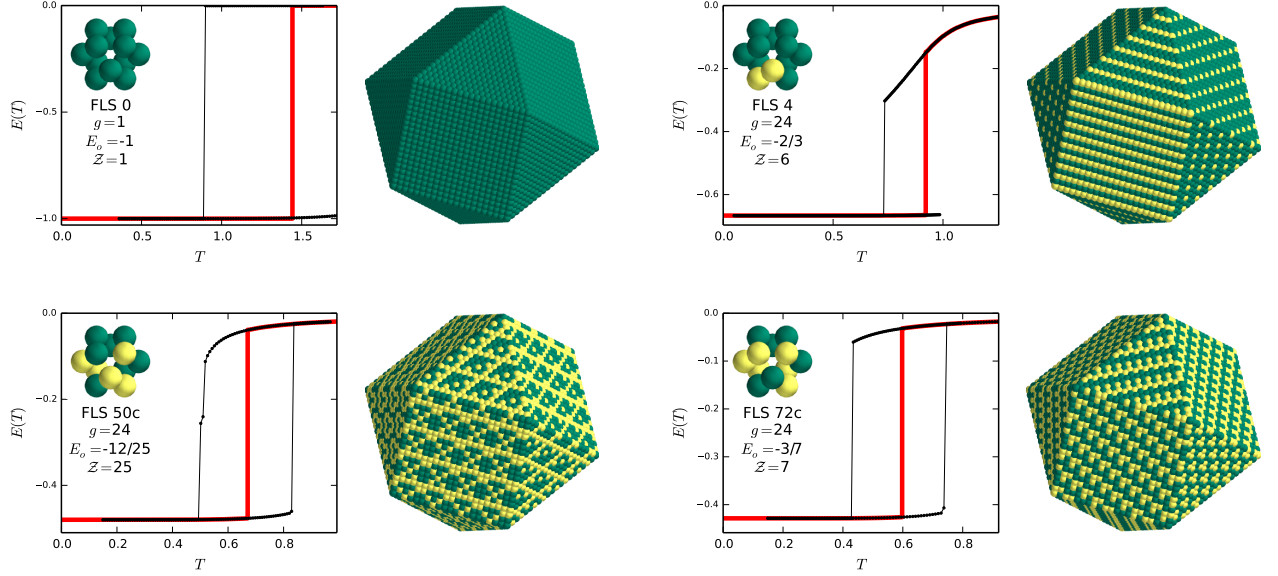 0.0
−0.5
−1.0
E(T)
FLS 0
g=1
E_o=-1
Z=1
0.0 0.5 1.0 1.5
T
0.0
−0.2
−0.4
−0.6
E(T)
FLS 4
g=24
E_o=-2/3
Z=6
0.0 0.5 1.0
T
0.0
−0.1
−0.2
−0.3
−0.4
E(T)
FLS 50c
g=24
E_o=-12/25
Z=25
0.0 0.2 0.4 0.6 0.8
T
0.0
−0.1
−0.2
−0.3
−0.4
E(T)
FLS 72c
g=24
E_o=-3/7
Z=7
0.0 0.2 0.4 0.6 0.8
T